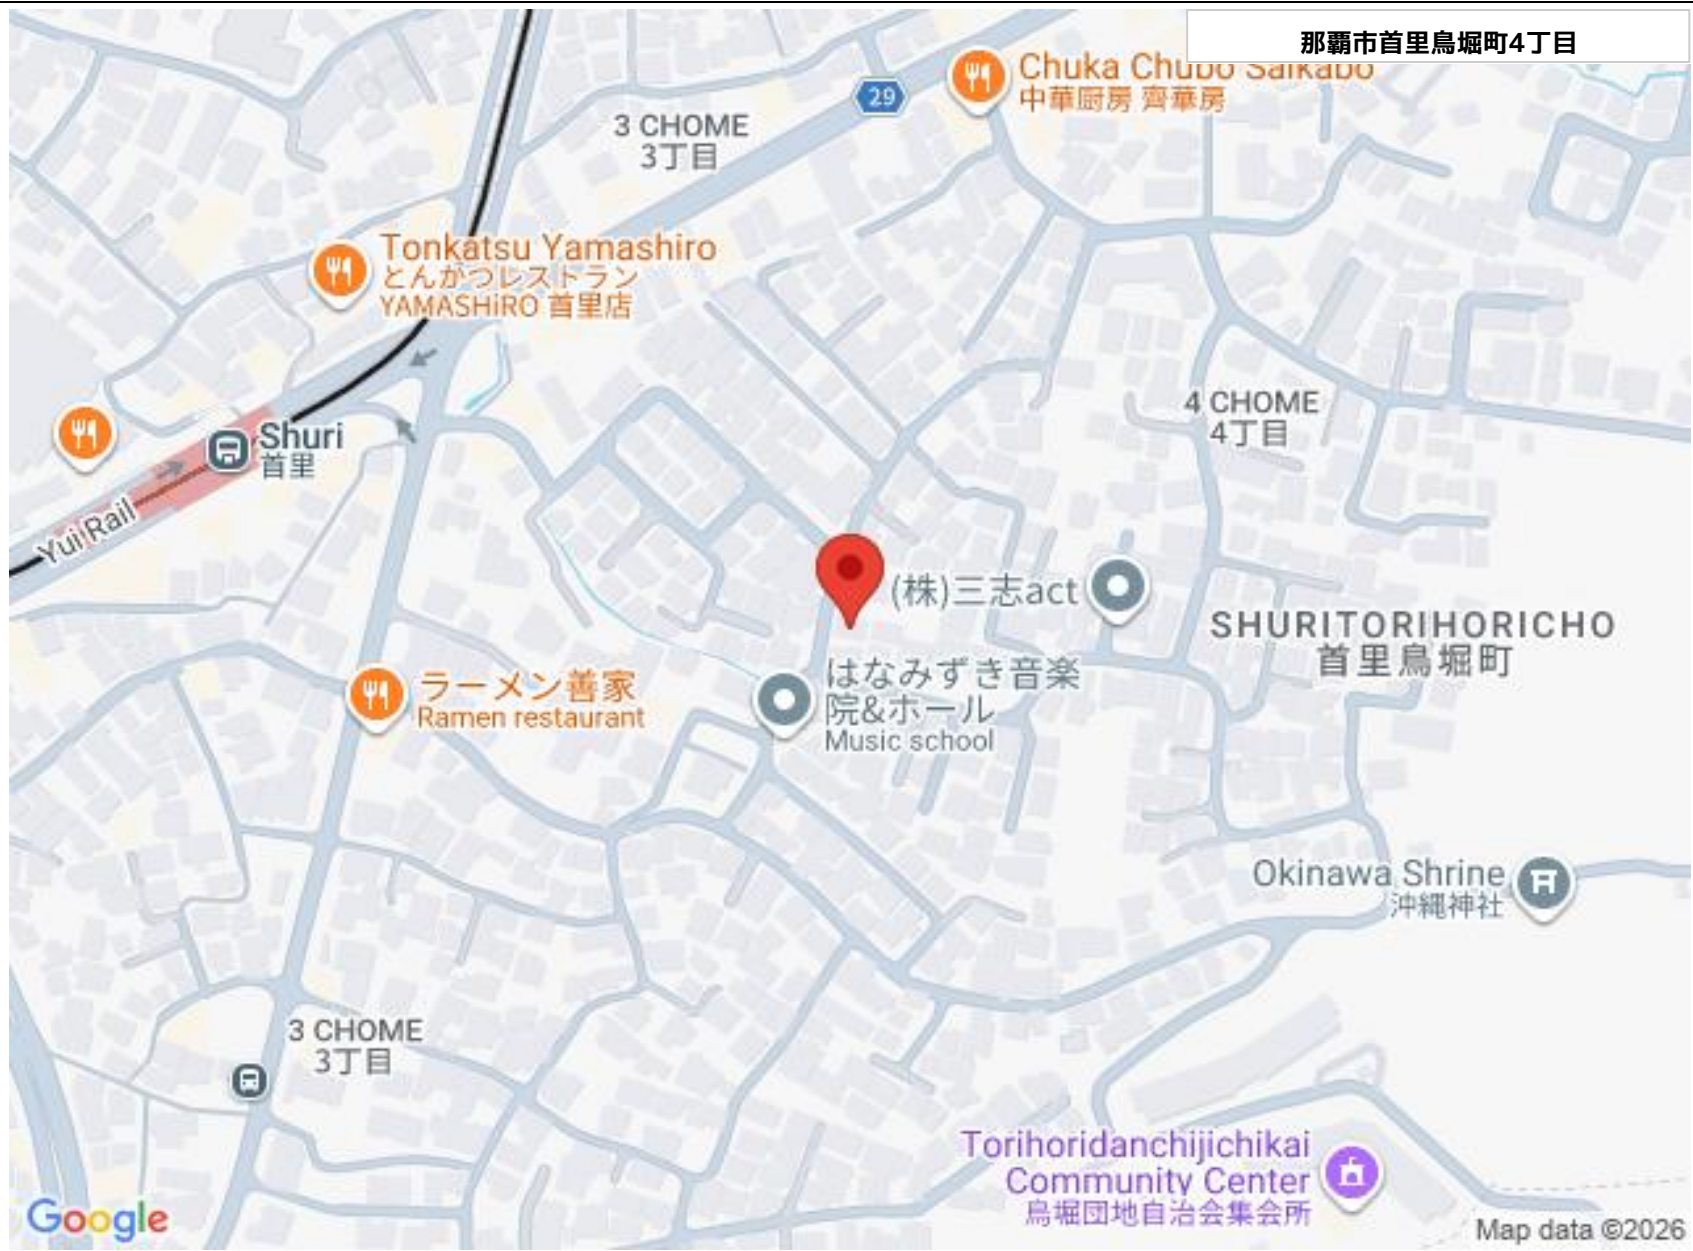 那覇市首里鳥堀町4丁目
Chuka Chubo Saikabo
中華厨房 齊華房
29
3 CHOME
3丁目
Tonkatsu Yamashiro
とんかつレストラン
YAMASHiRO 首里店
4 CHOME
4丁目
Shuri
首里
Yui Rail
(株)三志act
SHURITORIHORICHO
首里鳥堀町
はなみずき音楽
院&ホール
Music school
ラーメン善家
Ramen restaurant
Okinawa Shrine
沖縄神社
3 CHOME
3丁目
Torihoridanchijichikai
Community Center
鳥堀団地自治会集会所
Google
Map data ©2026